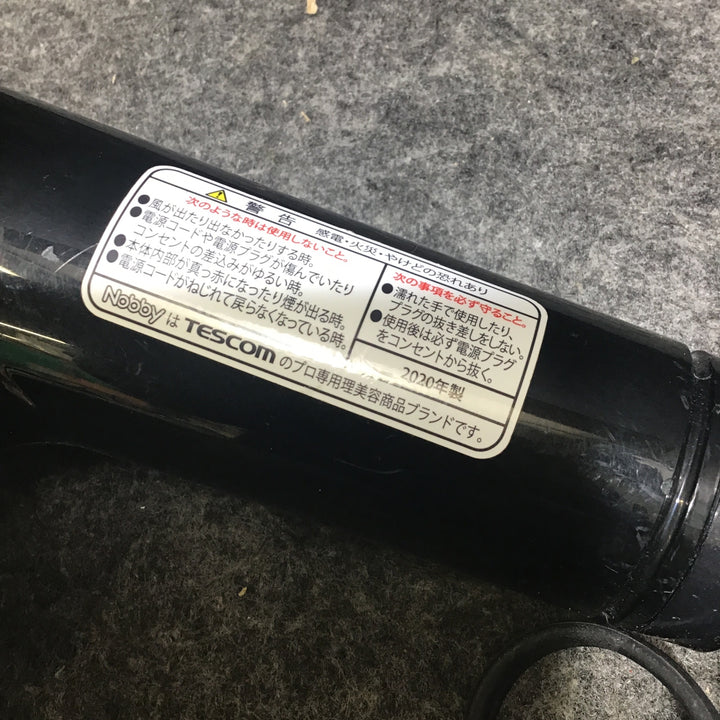 警告 感電・火災・やけどの恐れあり
次のような時は使用しないこと。
●風が出たり出なかったりする時。
●電源コードや電源プラグが傷んでいたり
コンセントの差込みがゆるい時。
●本体内部が真っ赤になったり煙が出る時。
●電源コードがねじれて戻らなくなっている時。
次の事項を必ず守ること。
●濡れた手で使用したり、
プラグの抜き差しをしない。
●使用後は必ず電源プラグ
をコンセントから抜く。
2020年製
Nobby は TESCOM のプロ専用理美容商品ブランドです。